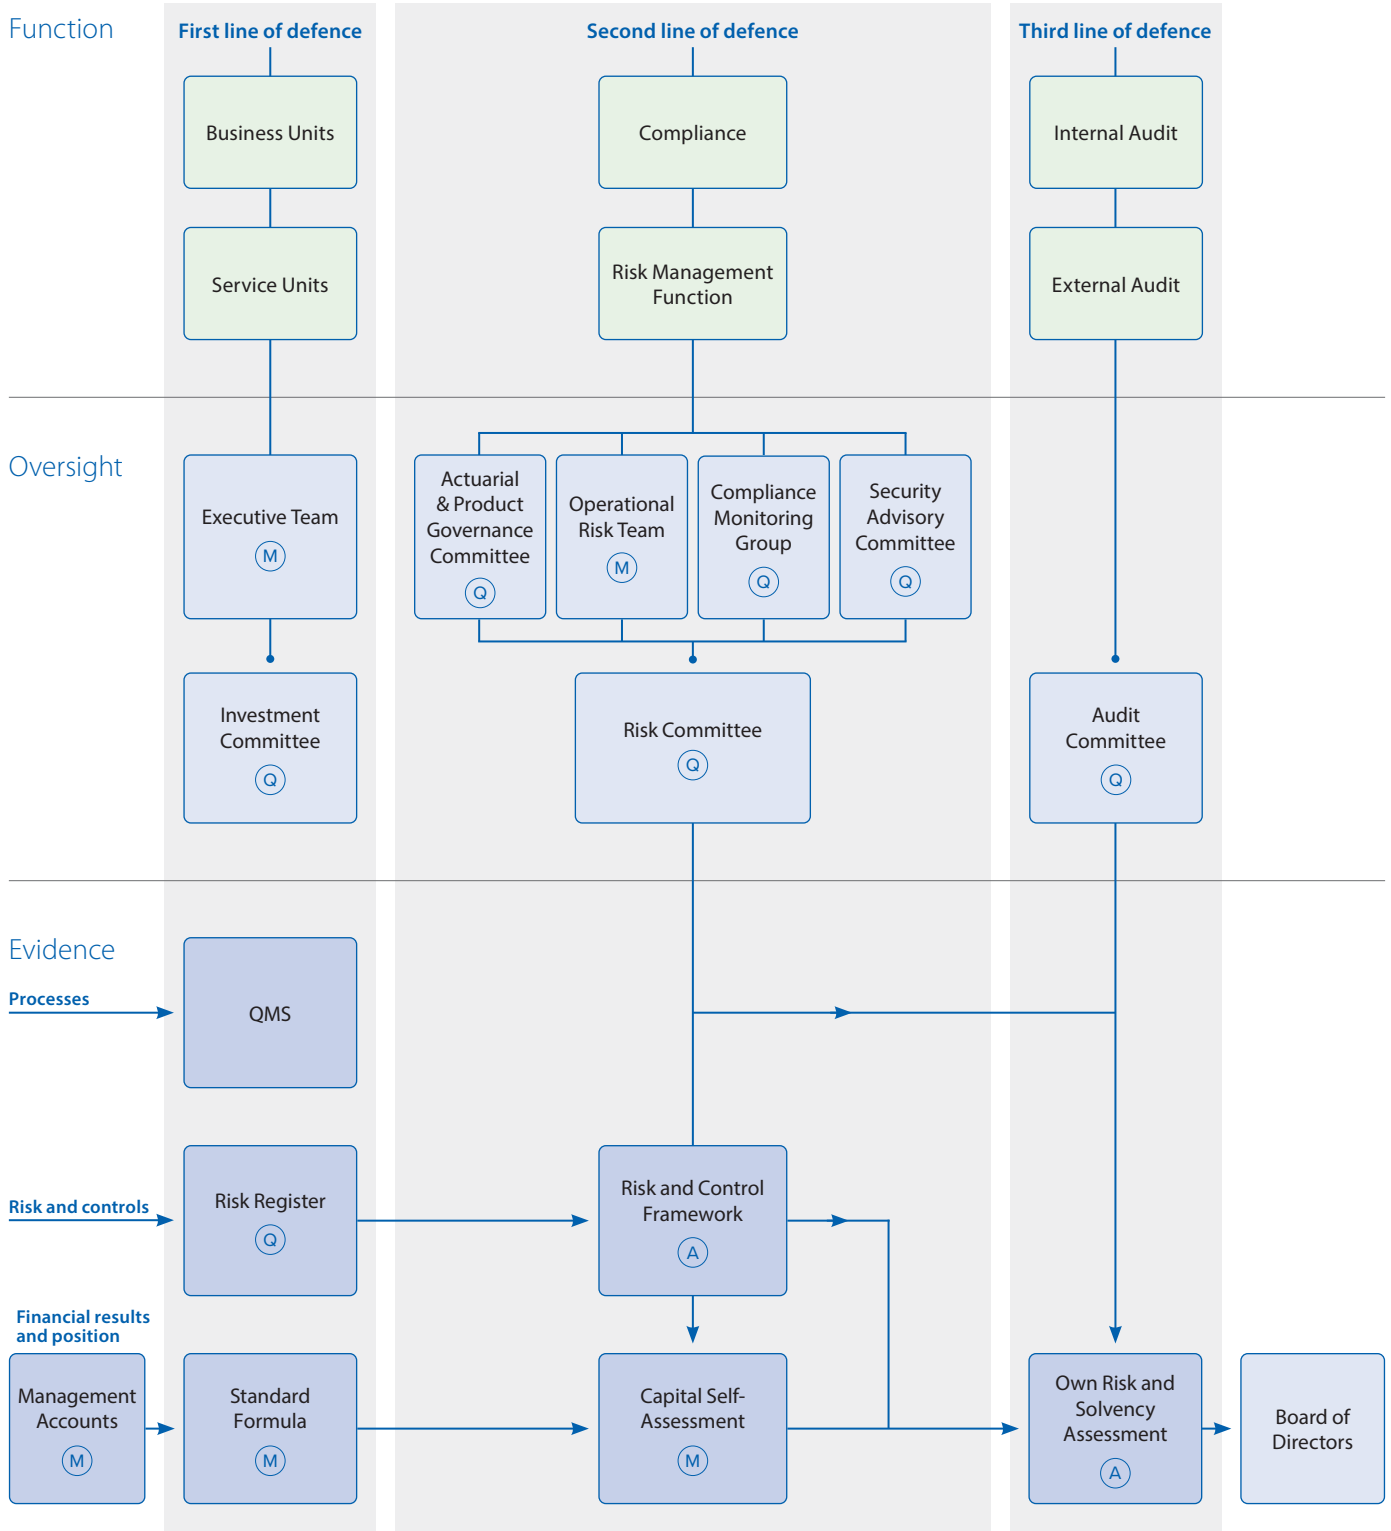 Function
First line of defence
Second line of defence
Third line of defence
Business Units
Compliance
Internal Audit
Service Units
Risk Management
Function
External Audit
Oversight
Executive Team
M
Actuarial
& Product
Governance
Committee
Q
Operational
Risk Team
M
Compliance
Monitoring
Group
Q
Security
Advisory
Committee
Q
Investment
Committee
Q
Risk Committee
Q
Audit
Committee
Q
Evidence
Processes
QMS
Risk and controls
Risk Register
Q
Risk and Control
Framework
A
Financial results
and position
Management
Accounts
M
Standard
Formula
M
Capital Self-
Assessment
M
Own Risk and
Solvency
Assessment
A
Board of
Directors